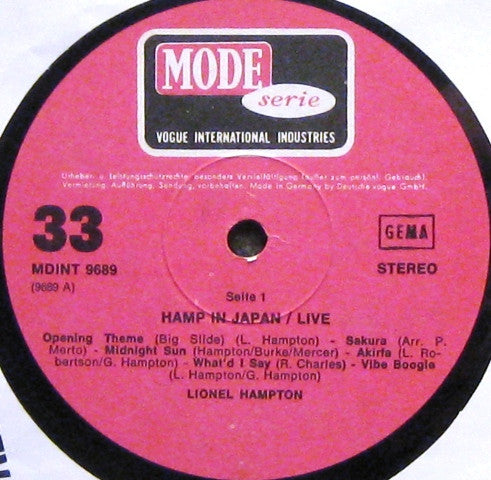 MODE
serie
VOGUE INTERNATIONAL INDUSTRIES
Urheber- u. Leistungsschutzrechte besonders Vervielfältigung (außer zum persönl. Gebrauch),
Vermietung, Aufführung, Sendung, vorbehalten. Made in Germany by Deutsche vogue GmbH.
33
GEMA
MDINT 9689
STEREO
(9689 A)
Seite 1
HAMP IN JAPAN / LIVE
Opening Theme (Big Slide) (L. Hampton) - Sakura (Arr. P.
Merto) - Midnight Sun (Hampton/Burke/Mercer) - Akirfa (L. Ro-
bertson/G. Hampton) - What'd I Say (R. Charles) - Vibe Boogie
(L. Hampton/G. Hampton)
LIONEL HAMPTON